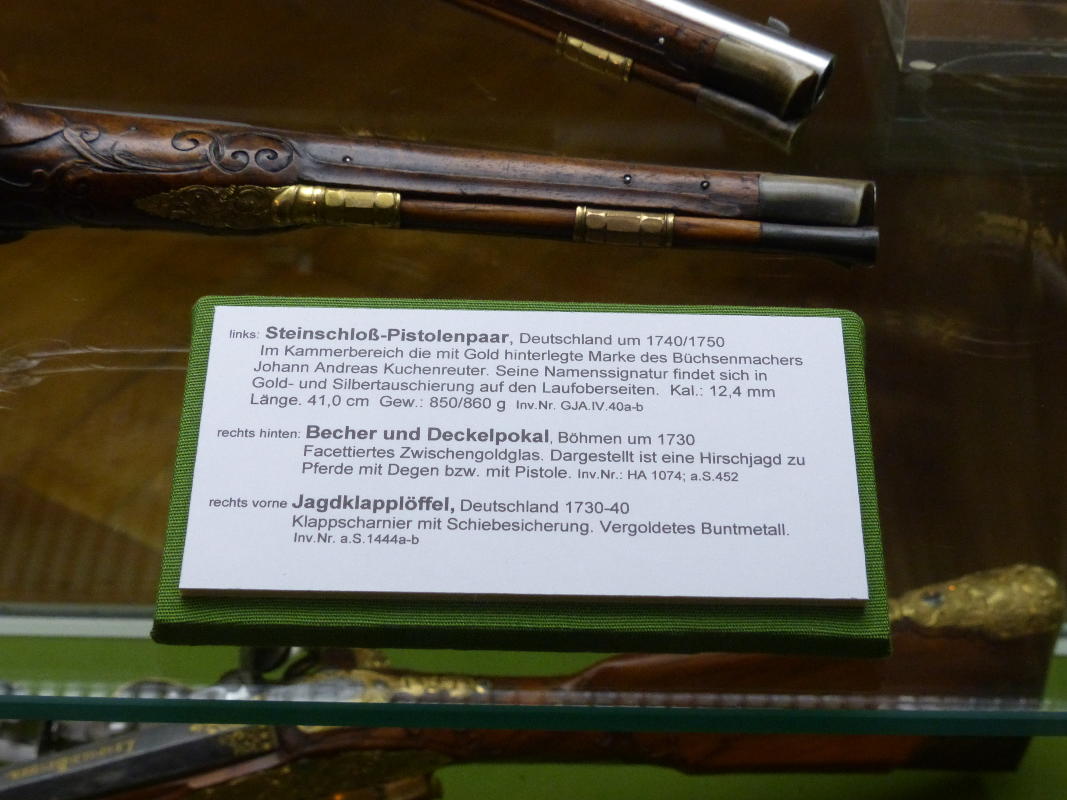 links: Steinschloß-Pistolenpaar, Deutschland um 1740/1750
Im Kammerbereich die mit Gold hinterlegte Marke des Büchsenmachers
Johann Andreas Kuchenreuter. Seine Namenssignatur findet sich in
Gold- und Silbertauschierung auf den Laufoberseiten. Kal.: 12,4 mm
Länge. 41,0 cm Gew.: 850/860 g Inv.Nr. GJA.IV.40a-b
rechts hinten: Becher und Deckelpokal, Böhmen um 1730
Facettiertes Zwischengoldglas. Dargestellt ist eine Hirschjagd zu
Pferde mit Degen bzw. mit Pistole. Inv.Nr.: HA 1074; a.S.452
rechts vorne Jagdklapplöffel, Deutschland 1730-40
Klappscharnier mit Schiebesicherung. Vergoldetes Buntmetall.
Inv.Nr. a.S.1444a-b